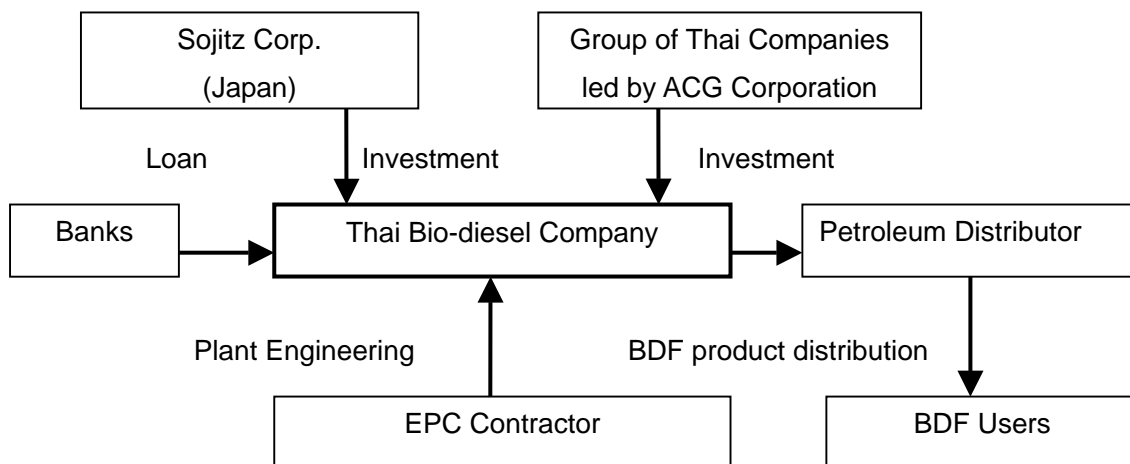 Sojitz Corp.
(Japan)
Group of Thai Companies
led by ACG Corporation
Loan
Investment
Investment
Banks
Thai Bio-diesel Company
Petroleum Distributor
Plant Engineering
BDF product distribution
EPC Contractor
BDF Users